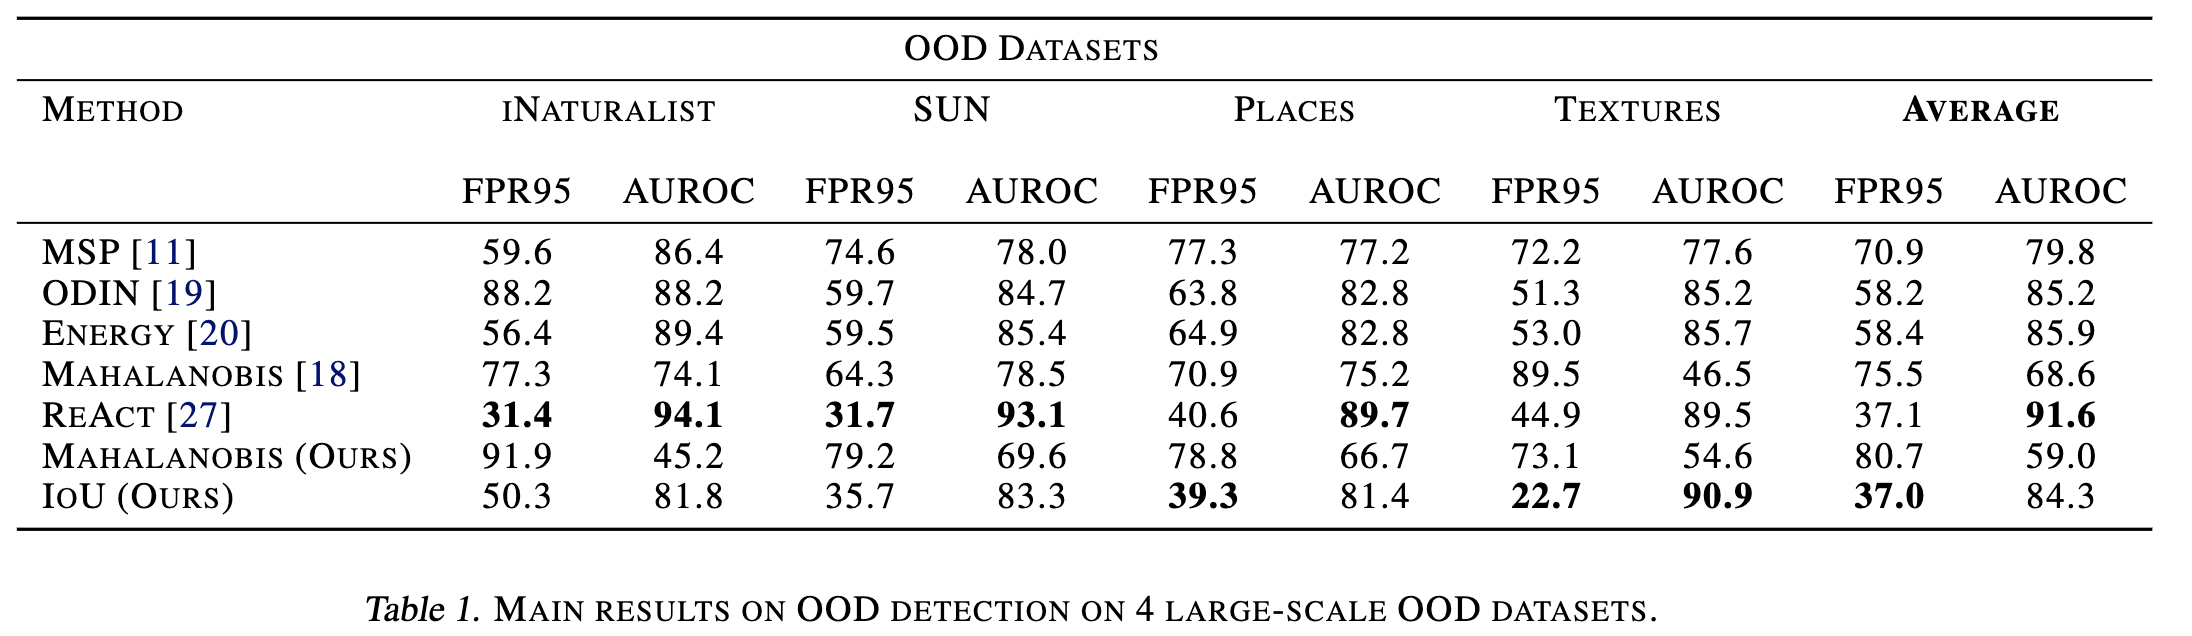 OOD DATASETS
METHOD INATURALIST SUN PLACES TEXTURES AVERAGE
FPR95 AUROC FPR95 AUROC FPR95 AUROC FPR95 AUROC FPR95 AUROC
MSP [11] 59.6 86.4 74.6 78.0 77.3 77.2 72.2 77.6 70.9 79.8
ODIN [19] 88.2 88.2 59.7 84.7 63.8 82.8 51.3 85.2 58.2 85.2
ENERGY [20] 56.4 89.4 59.5 85.4 64.9 82.8 53.0 85.7 58.4 85.9
MAHALANOBIS [18] 77.3 74.1 64.3 78.5 70.9 75.2 89.5 46.5 75.5 68.6
REACT [27] 31.4 94.1 31.7 93.1 40.6 89.7 44.9 89.5 37.1 91.6
MAHALANOBIS (OURS) 91.9 45.2 79.2 69.6 78.8 66.7 73.1 54.6 80.7 59.0
IOU (OURS) 50.3 81.8 35.7 83.3 39.3 81.4 22.7 90.9 37.0 84.3
Table 1. MAIN RESULTS ON OOD DETECTION ON 4 LARGE-SCALE OOD DATASETS.